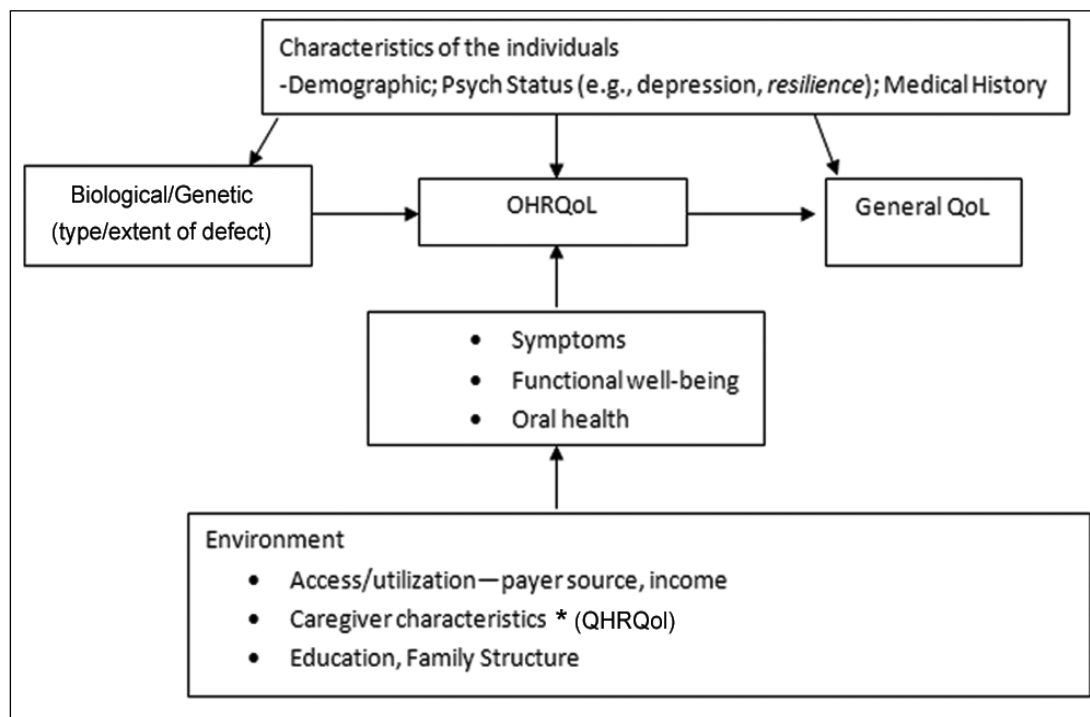 Characteristics of the individuals
-Demographic; Psych Status (e.g., depression, resilience); Medical History
Biological/Genetic
(type/extent of defect)
OHRQoL
General QoL
• Symptoms
• Functional well-being
• Oral health
Environment
• Access/utilization—payer source, income
• Caregiver characteristics * (QHRQol)
• Education, Family Structure